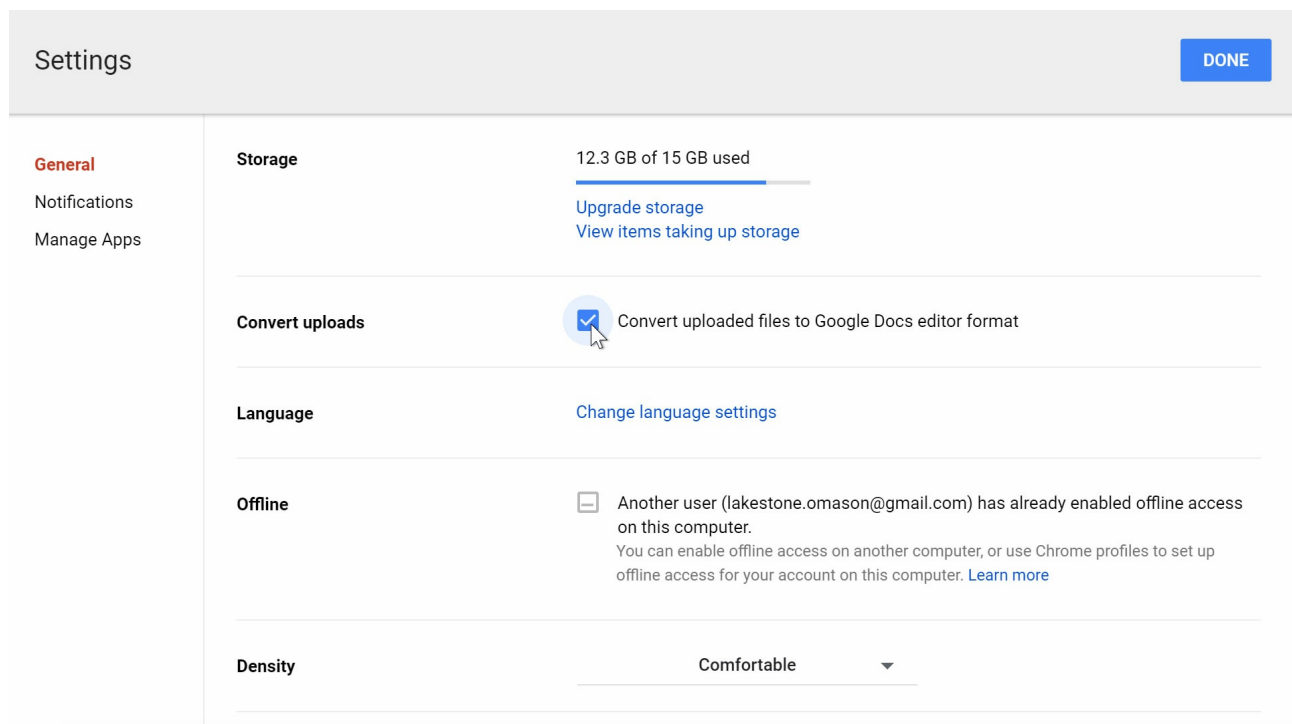 Settings
DONE
General
Notifications
Manage Apps
Storage
12.3 GB of 15 GB used
Upgrade storage
View items taking up storage
Convert uploads
Convert uploaded files to Google Docs editor format
Language
Change language settings
Offline
Another user (lakestone.omason@gmail.com) has already enabled offline access
on this computer.
You can enable offline access on another computer, or use Chrome profiles to set up
offline access for your account on this computer. Learn more
Density
Comfortable